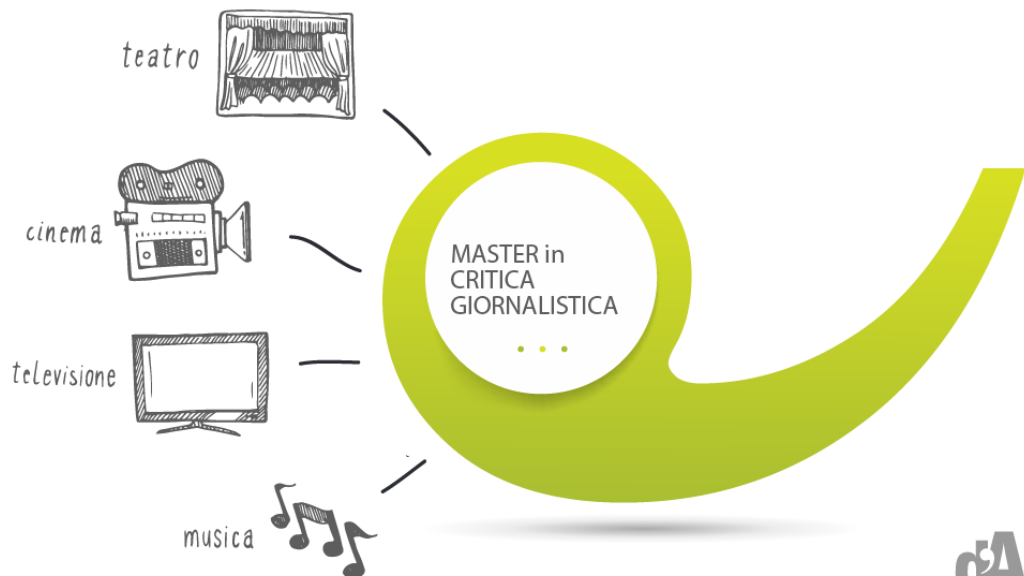 teatro
cinema
televisione
musica
MASTER in
CRITICA
GIORNALISTICA